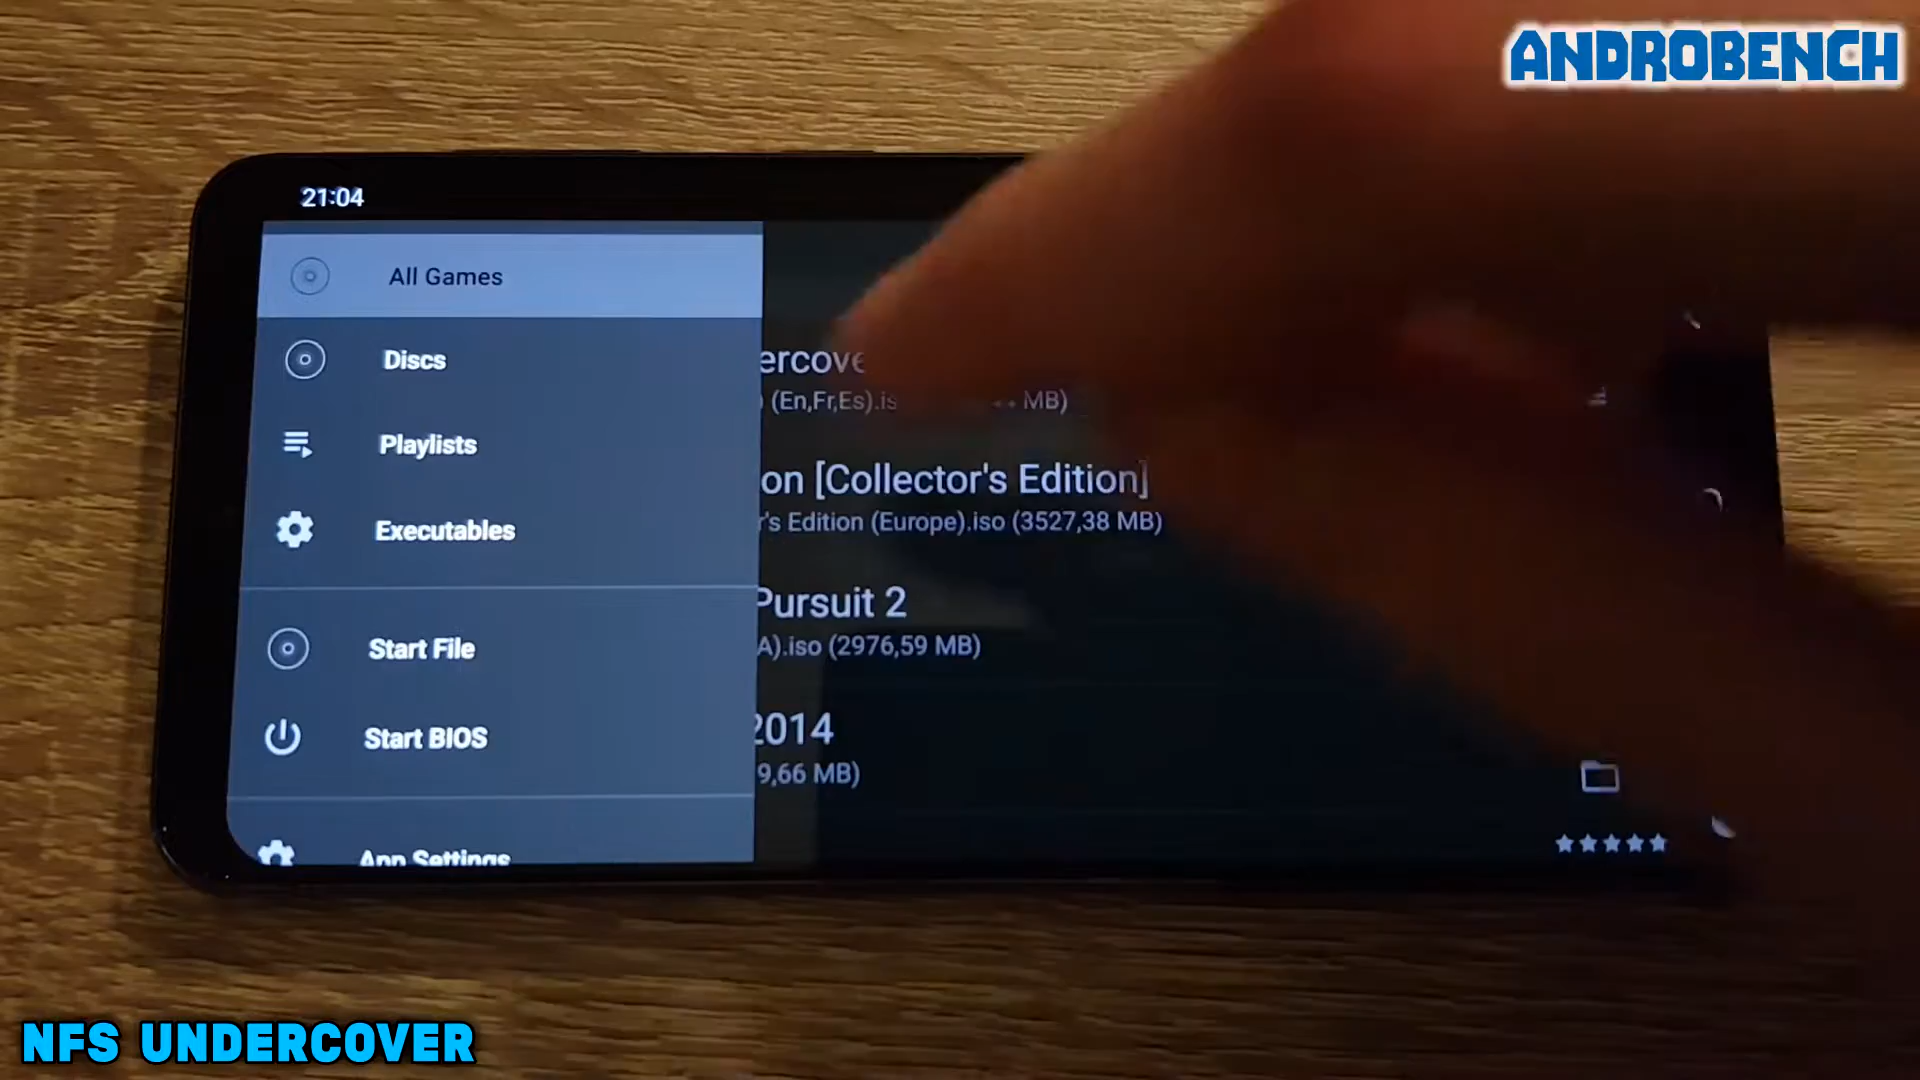 ANDROBENCH
21:04
All Games
Discs
Playlists
Executables
Start File
Start BIOS
App Settings
(En,Fr,Es).is MB)
on [Collector's Edition]
r's Edition (Europe).iso (3527,38 MB)
Pursuit 2
A).iso (2976,59 MB)
2014
9,66 MB)
NFS UNDERCOVER